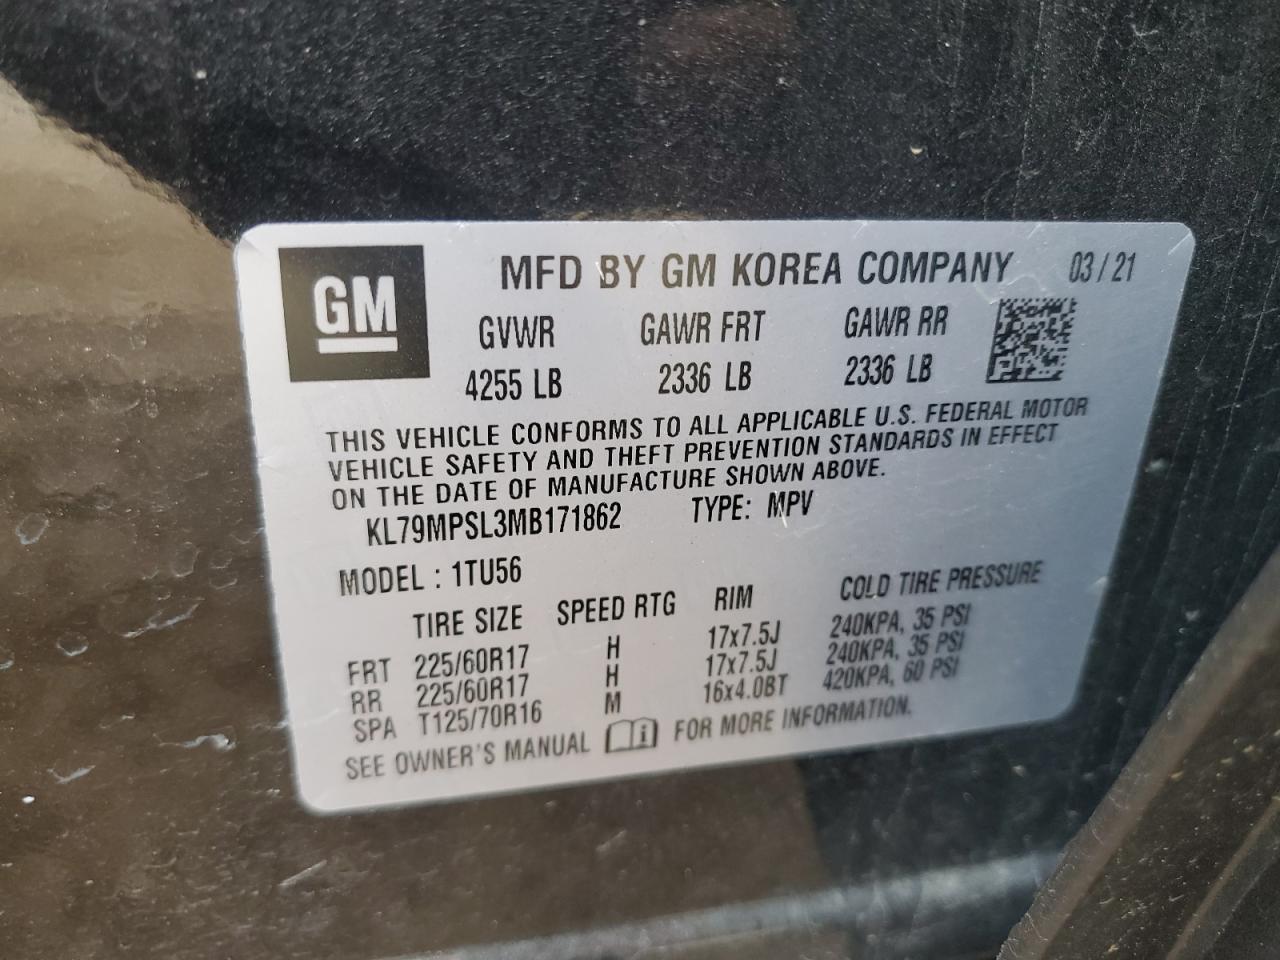 GM
MFD BY GM KOREA COMPANY 03/21
GVWR GAWR FRT GAWR RR
4255 LB 2336 LB 2336 LB
THIS VEHICLE CONFORMS TO ALL APPLICABLE U.S. FEDERAL MOTOR
VEHICLE SAFETY AND THEFT PREVENTION STANDARDS IN EFFECT
ON THE DATE OF MANUFACTURE SHOWN ABOVE.
KL79MPSL3MB171862 TYPE: MPV
MODEL : 1TU56
TIRE SIZE SPEED RTG RIM COLD TIRE PRESSURE
FRT 225/60R17 H 17x7.5J 240KPA, 35 PSI
RR 225/60R17 H 17x7.5J 240KPA, 35 PSI
SPA T125/70R16 M 16x4.0BT 420KPA, 60 PSI
SEE OWNER'S MANUAL i FOR MORE INFORMATION.